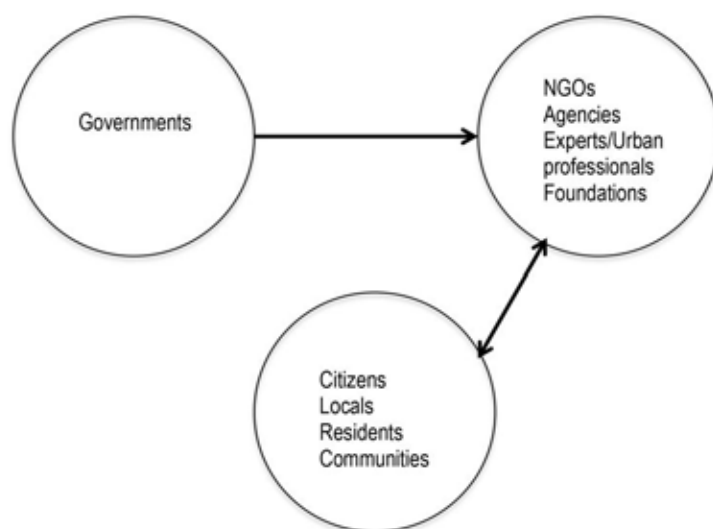 Governments
NGOs
Agencies
Experts/Urban
professionals
Foundations
Citizens
Locals
Residents
Communities